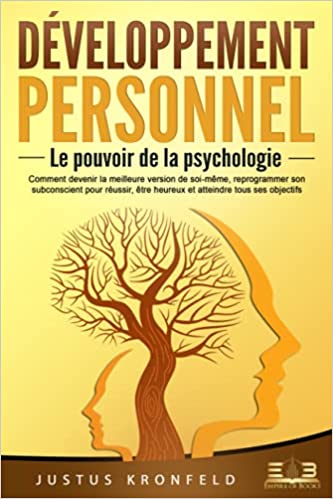 DÉVELOPPEMENT
PERSONNEL
Le pouvoir de la psychologie
Comment devenir la meilleure version de soi-même, reprogrammer son
subconscient pour réussir, être heureux et atteindre tous ses objectifs
JUSTUS KRONFELD
EB
EMPIRE OF BOOKS